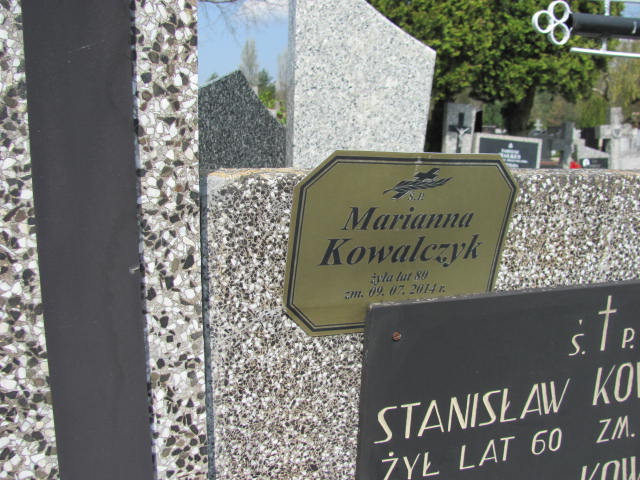 Ś.P.
Marianna
Kowalczyk
żyła lat 80
zm. 09. 07. 2014 r.
Ś. P.
STANISŁAW
ŻYŁ LAT 60 ZM.